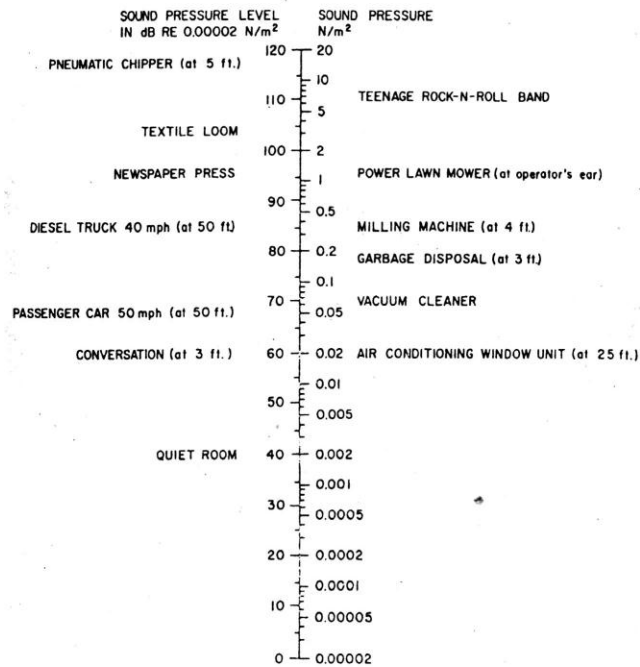 SOUND PRESSURE LEVEL
IN dB RE 0.00002 N/m²
SOUND PRESSURE
N/m²
120 20
PNEUMATIC CHIPPER (at 5 ft.)
10
110
TEENAGE ROCK-N-ROLL BAND
5
TEXTILE LOOM
100 2
NEWSPAPER PRESS
1
POWER LAWN MOWER (at operator's ear)
90
0.5
DIESEL TRUCK 40 mph (at 50 ft.)
MILLING MACHINE (at 4 ft.)
80 0.2
GARBAGE DISPOSAL (at 3 ft.)
0.1
70
VACUUM CLEANER
PASSENGER CAR 50 mph (at 50 ft.)
0.05
CONVERSATION (at 3 ft.)
60 0.02
AIR CONDITIONING WINDOW UNIT (at 25 ft.)
0.01
50
0.005
QUIET ROOM
40 0.002
0.001
30
0.0005
20 0.0002
0.0001
10
0.00005
0 0.00002